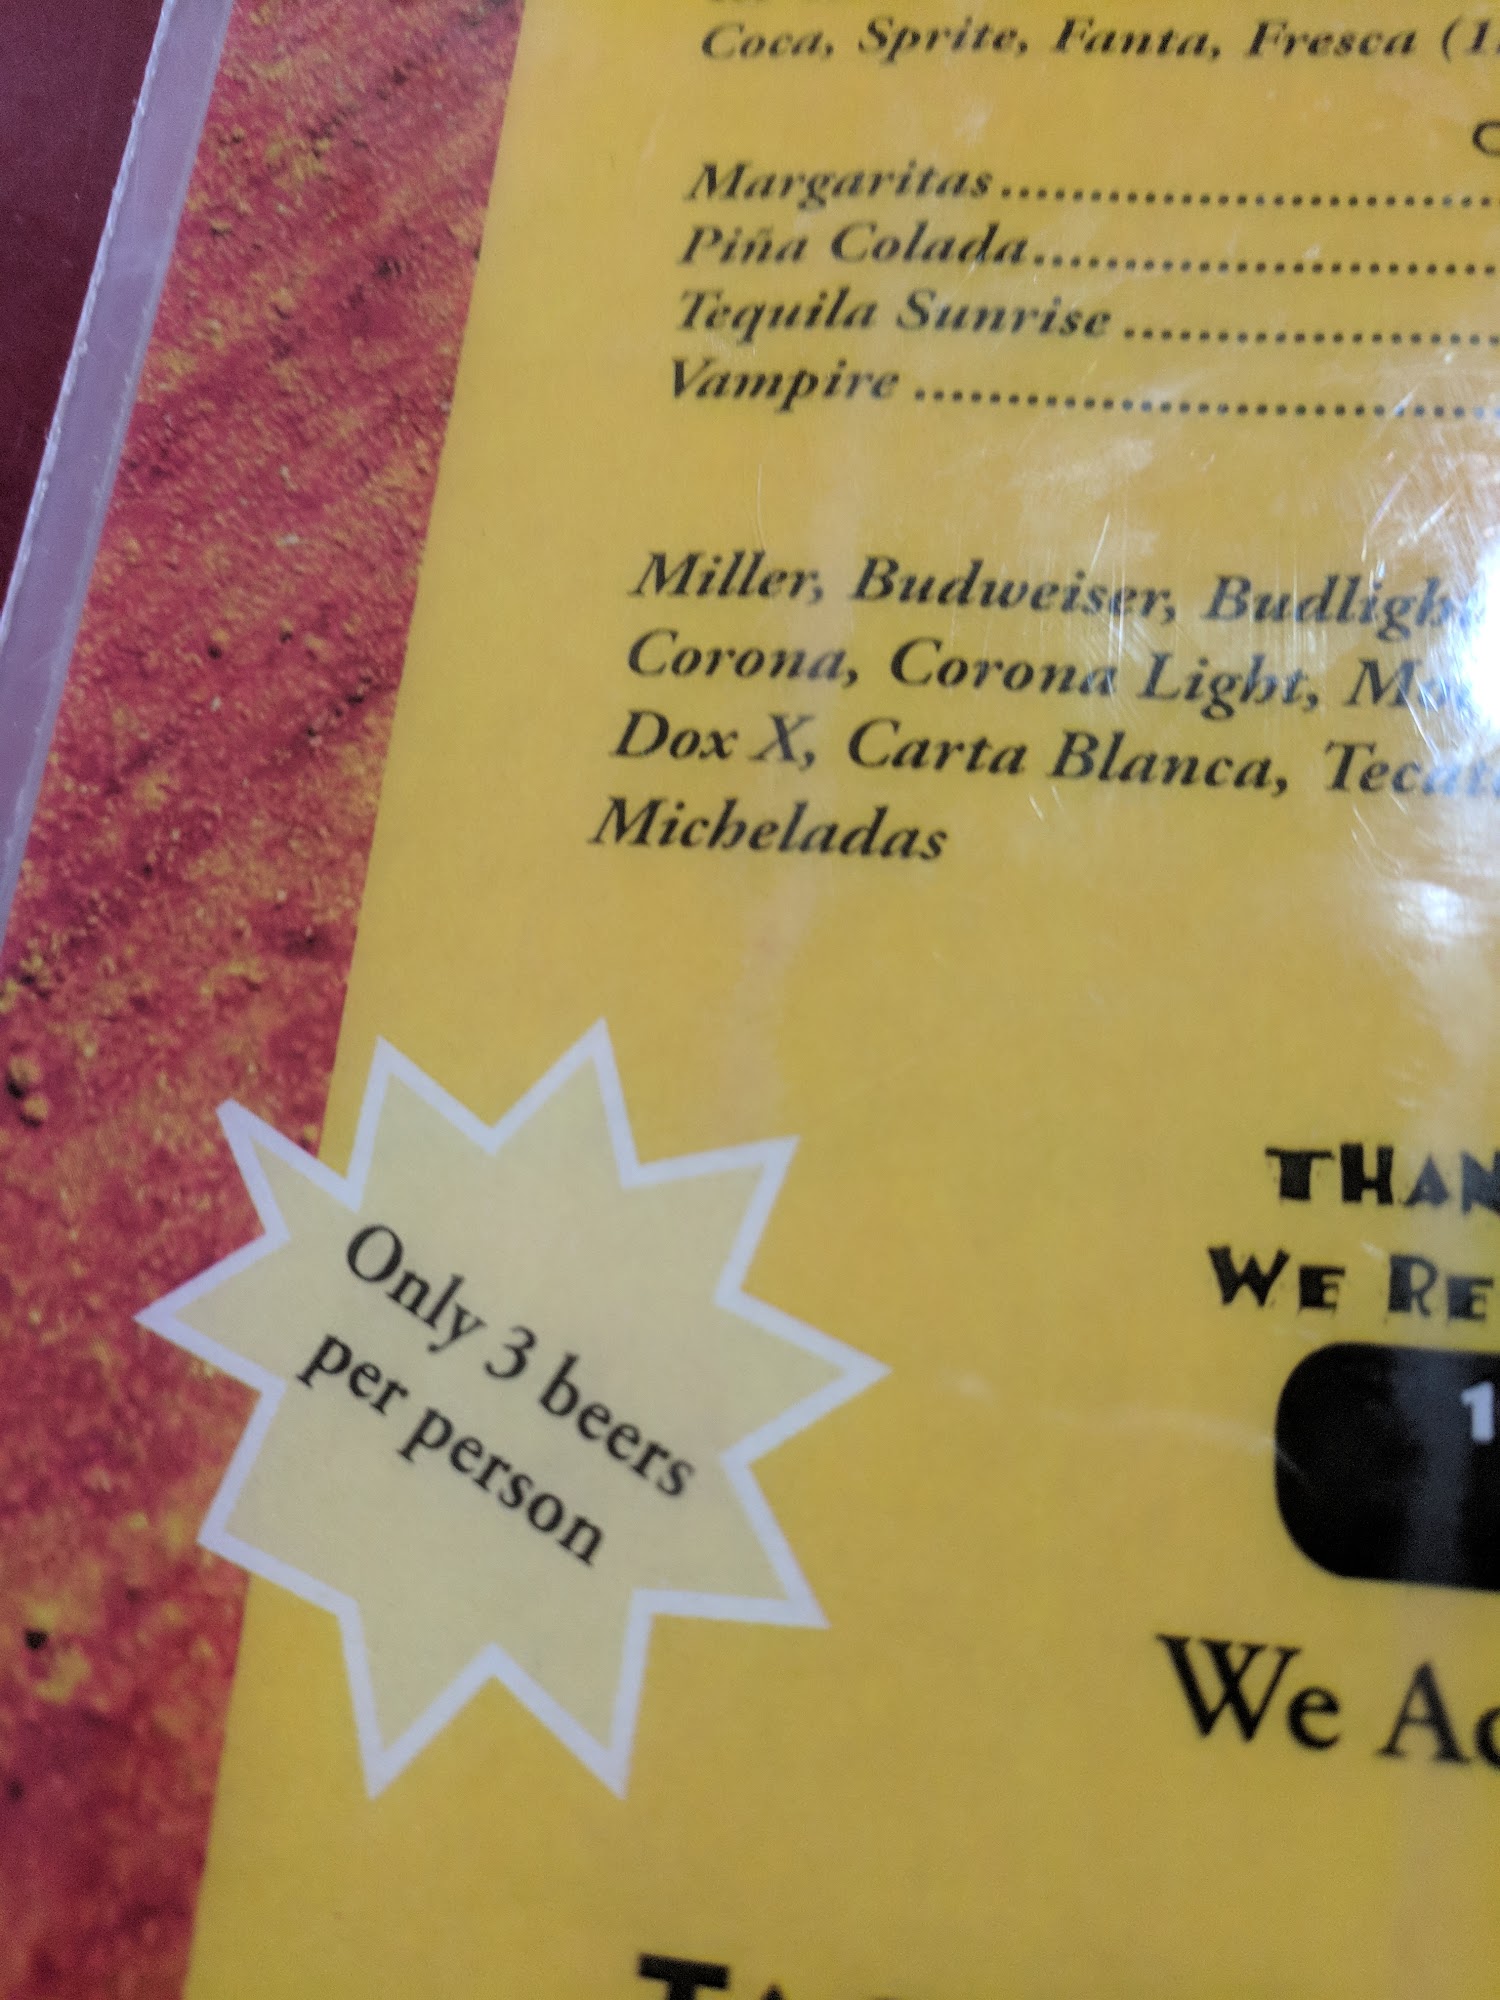 Coca, Sprite, Fanta, Fresca
Margaritas
Piña Colada
Tequila Sunrise
Vampire
Miller, Budweiser,
Corona, Corona Light,
Dox X, Carta Blanca,
Micheladas
Only 3 beers
per person
WE
We